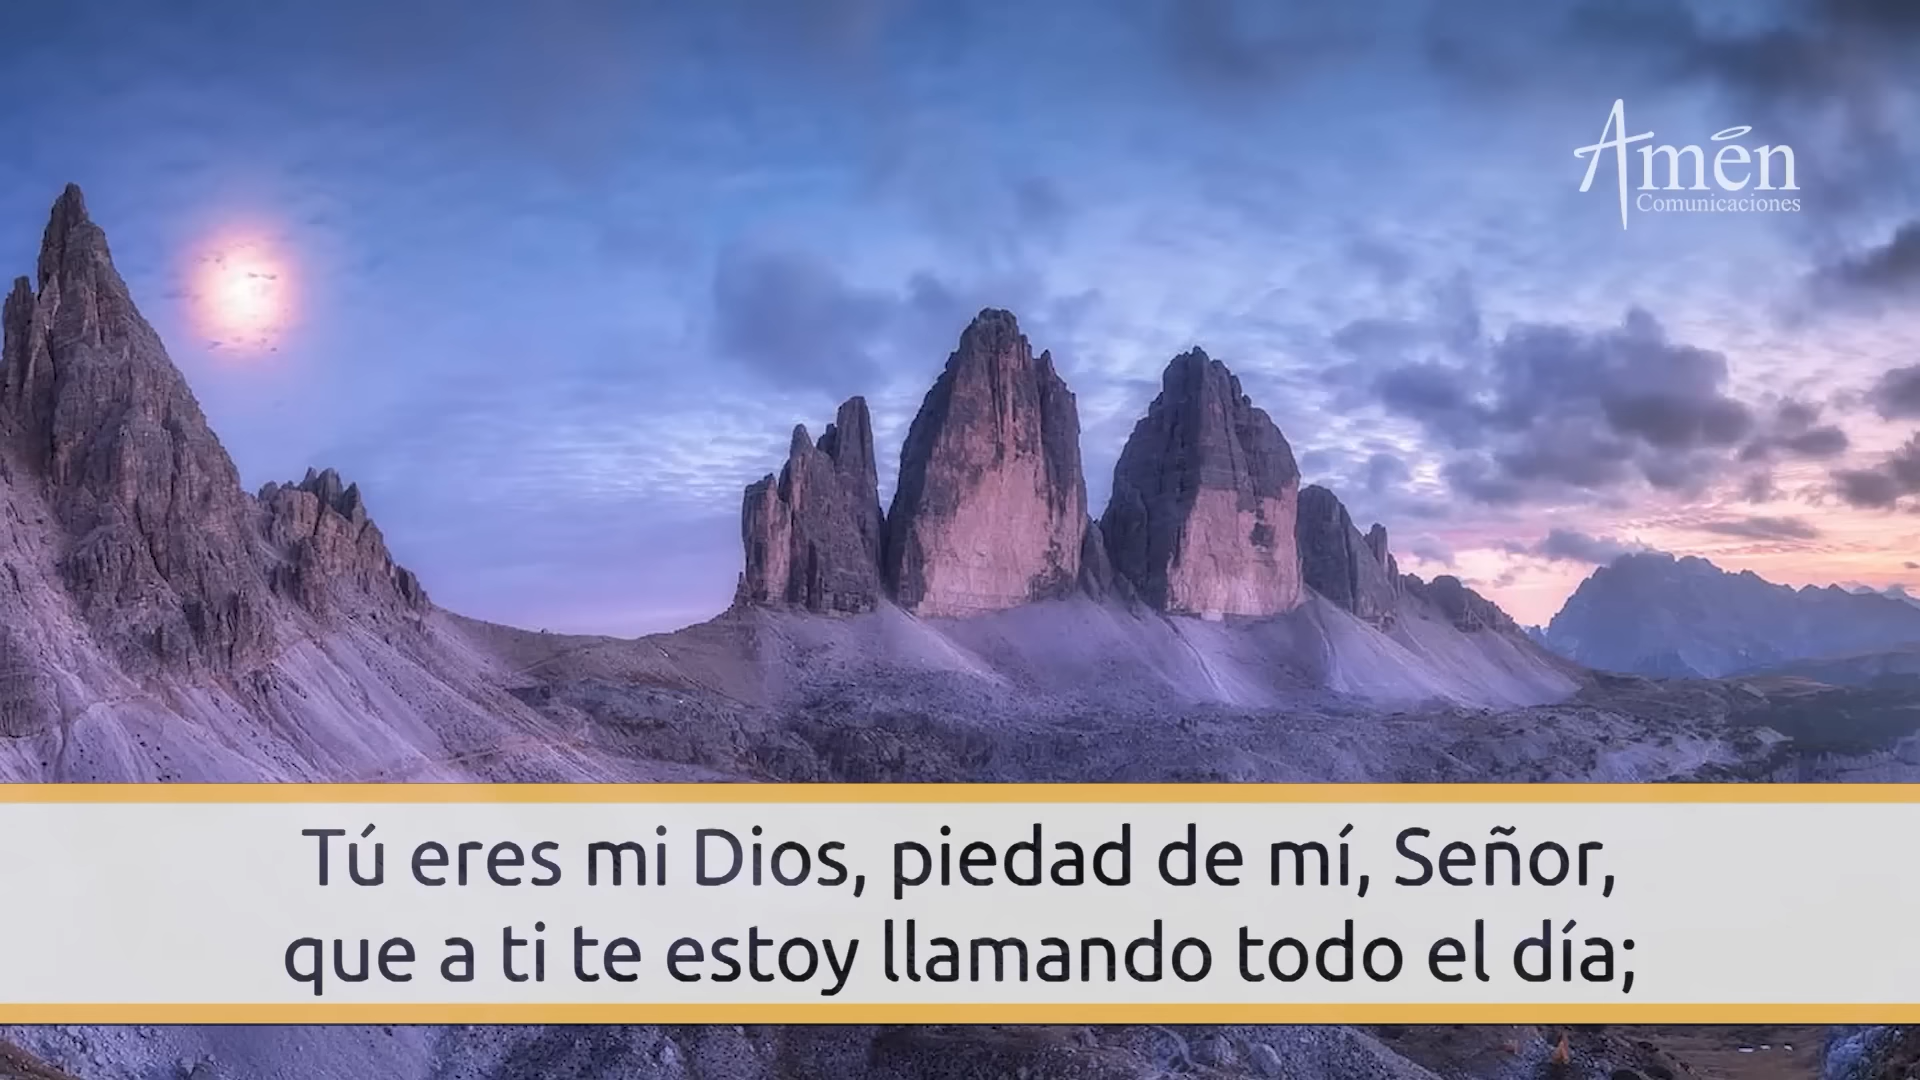 Amén
Comunicaciones
Tú eres mi Dios, piedad de mí, Señor,
que a ti te estoy llamando todo el día;